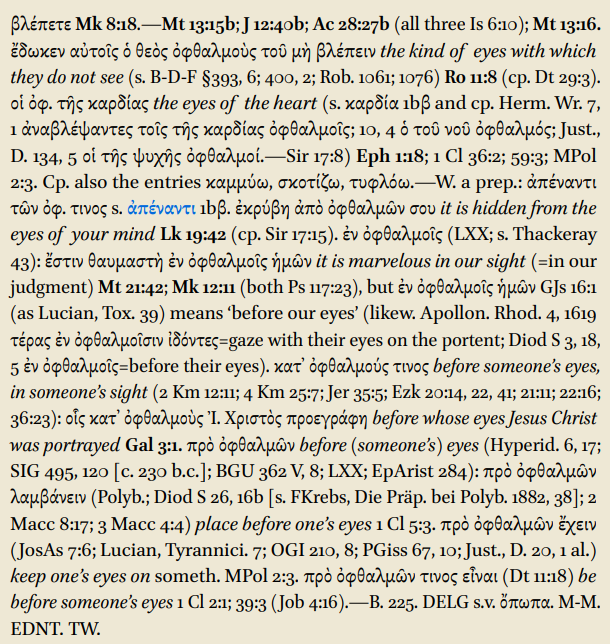 βλέπετε Mk 8:18.—Mt 13:15b; J 12:40b; Ac 28:27b (all three Is 6:10); Mt 13:16.
ἔδωκεν αὐτοῖς ὁ θεὸς ὀφθαλμοὺς τοῦ μὴ βλέπειν the kind of eyes with which
they do not see (s. B-D-F §393, 6; 400, 2; Rob. 1061; 1076) Ro 11:8 (cp. Dt 29:3).
οἱ ὀφ. τῆς καρδίας the eyes of the heart (s. καρδία 1bβ and cp. Herm. Wr. 7,
1 ἀναβλέψαντες τοῖς τῆς καρδίας ὀφθαλμοῖς; 10, 4 ὁ τοῦ νοῦ ὀφθαλμός; Just.,
D. 134, 5 οἱ τῆς ψυχῆς ὀφθαλμοί.—Sir 17:8) Eph 1:18; 1 Cl 36:2; 59:3; MPol
2:3. Cp. also the entries καμμύω, σκοτίζω, τυφλόω.—W. a prep.: ἀπέναντι
τῶν ὀφ. τινος s. ἀπέναντι 1bβ. ἐκρύβη ἀπὸ ὀφθαλμῶν σου it is hidden from the
eyes of your mind Lk 19:42 (cp. Sir 17:15). ἐν ὀφθαλμοῖς (LXX; s. Thackeray
43): ἔστιν θαυμαστὴ ἐν ὀφθαλμοῖς ἡμῶν it is marvelous in our sight (=in our
judgment) Mt 21:42; Mk 12:11 (both Ps 117:23), but ἐν ὀφθαλμοῖς ἡμῶν GJs 16:1
(as Lucian, Tox. 39) means ‘before our eyes’ (likew. Apollon. Rhod. 4, 1619
τέρας ἐν ὀφθαλμοῖσιν ἰδόντες=gaze with their eyes on the portent; Diod S 3, 18,
5 ἐν ὀφθαλμοῖς=before their eyes). κατ’ ὀφθαλμούς τινος before someone’s eyes,
in someone’s sight (2 Km 12:11; 4 Km 25:7; Jer 35:5; Ezk 20:14, 22, 41; 21:11; 22:16;
36:23): οἷς κατ’ ὀφθαλμοὺς Ἰ. Χριστὸς προεγράφη before whose eyes Jesus Christ
was portrayed Gal 3:1. πρὸ ὀφθαλμῶν before (someone’s) eyes (Hyperid. 6, 17;
SIG 495, 120 [c. 230 b.c.]; BGU 362 V, 8; LXX; EpArist 284): πρὸ ὀφθαλμῶν
λαμβάνειν (Polyb.; Diod S 26, 16b [s. FKrebs, Die Präp. bei Polyb. 1882, 38]; 2
Macc 8:17; 3 Macc 4:4) place before one’s eyes 1 Cl 5:3. πρὸ ὀφθαλμῶν ἔχειν
(JosAs 7:6; Lucian, Tyrannici. 7; OGI 210, 8; PGiss 67, 10; Just., D. 20, 1 al.)
keep one’s eyes on someth. MPol 2:3. πρὸ ὀφθαλμῶν τινος εἶναι (Dt 11:18) be
before someone’s eyes 1 Cl 2:1; 39:3 (Job 4:16).—B. 225. DELG s.v. ὄπωπα. M-M.
EDNT. TW.